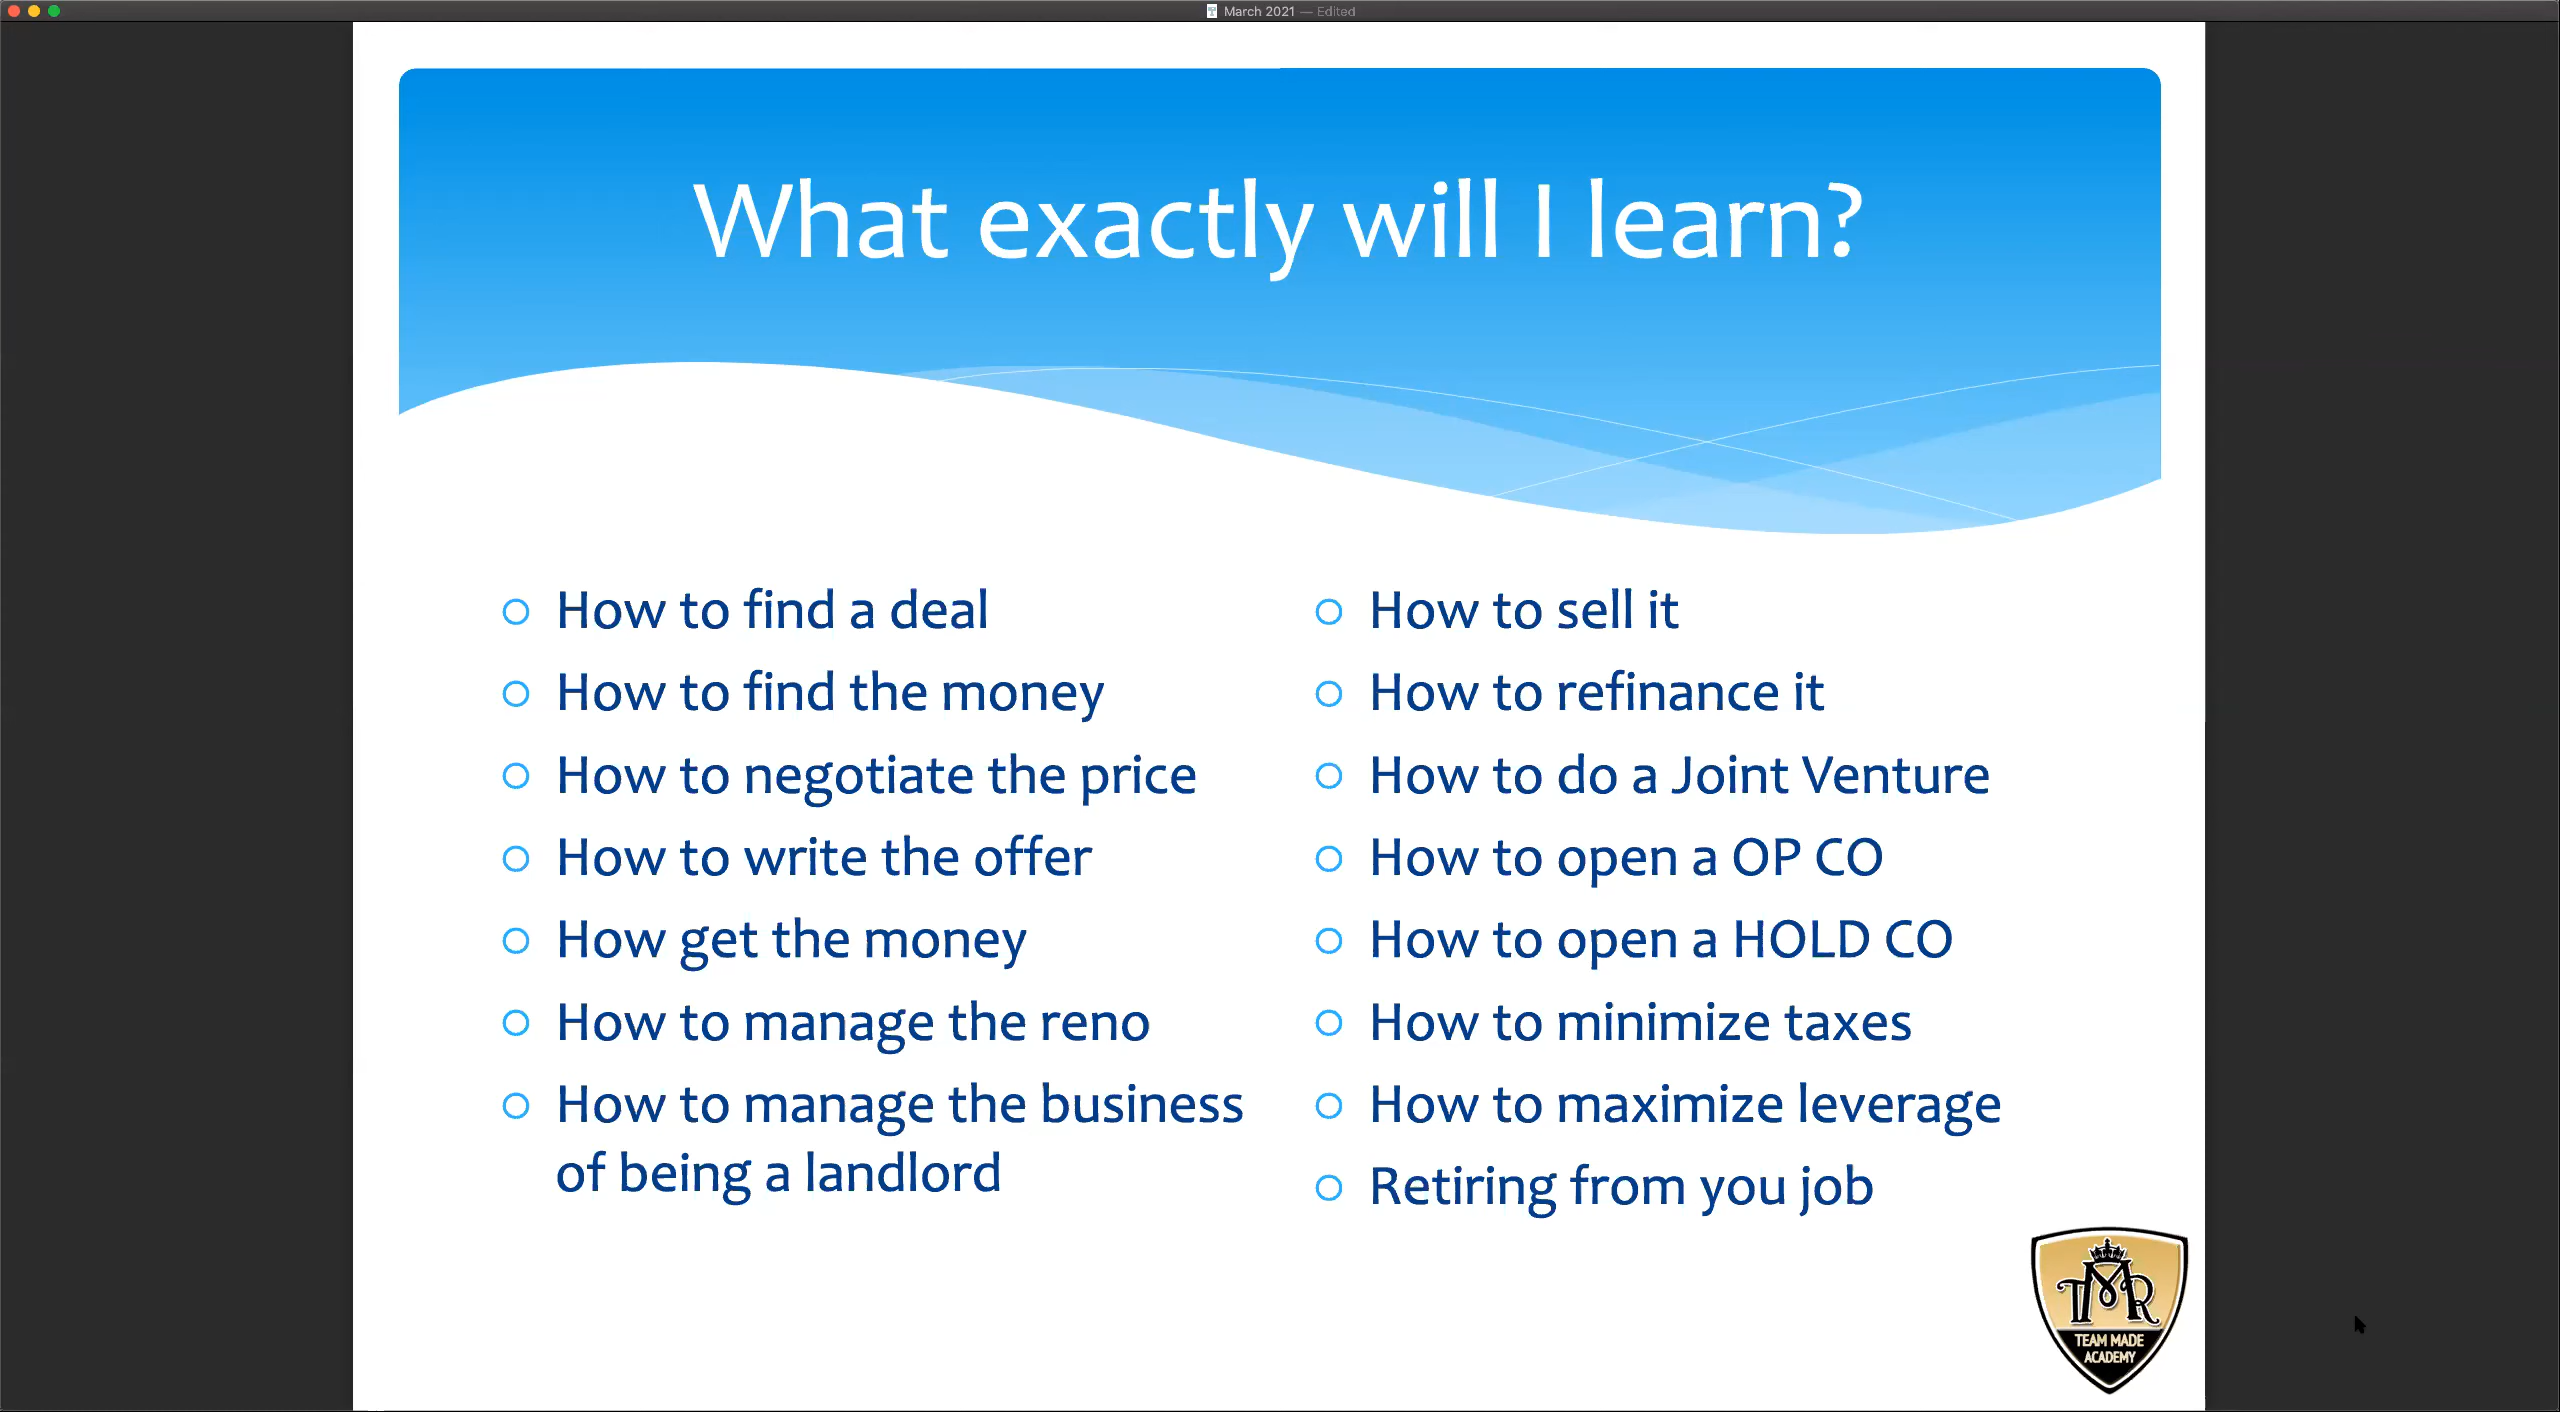 March 2021 — Edited
What exactly will I learn?
How to find a deal
How to find the money
How to negotiate the price
How to write the offer
How get the money
How to manage the reno
How to manage the business
of being a landlord
How to sell it
How to refinance it
How to do a Joint Venture
How to open a OP CO
How to open a HOLD CO
How to minimize taxes
How to maximize leverage
Retiring from you job
TMR
TEAM MADE
ACADEMY